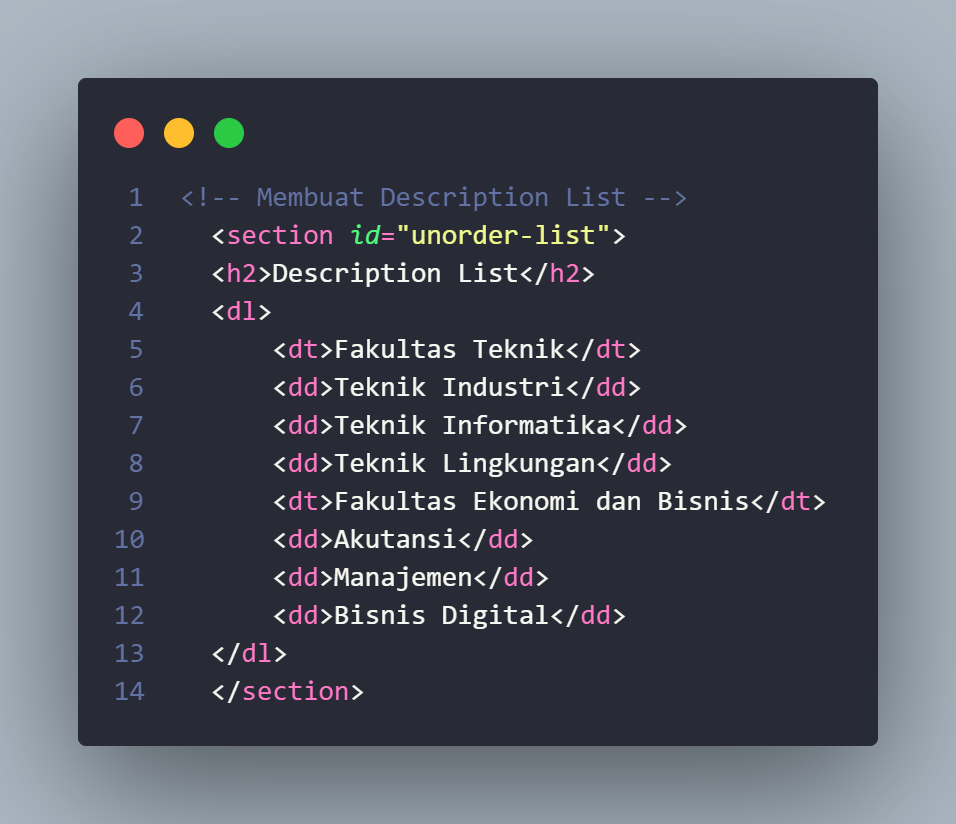 1 <!-- Membuat Description List -->
2 <section id="unorder-list">
3 <h2>Description List</h2>
4 <dl>
5 <dt>Fakultas Teknik</dt>
6 <dd>Teknik Industri</dd>
7 <dd>Teknik Informatika</dd>
8 <dd>Teknik Lingkungan</dd>
9 <dt>Fakultas Ekonomi dan Bisnis</dt>
10 <dd>Akutansi</dd>
11 <dd>Manajemen</dd>
12 <dd>Bisnis Digital</dd>
13 </dl>
14 </section>